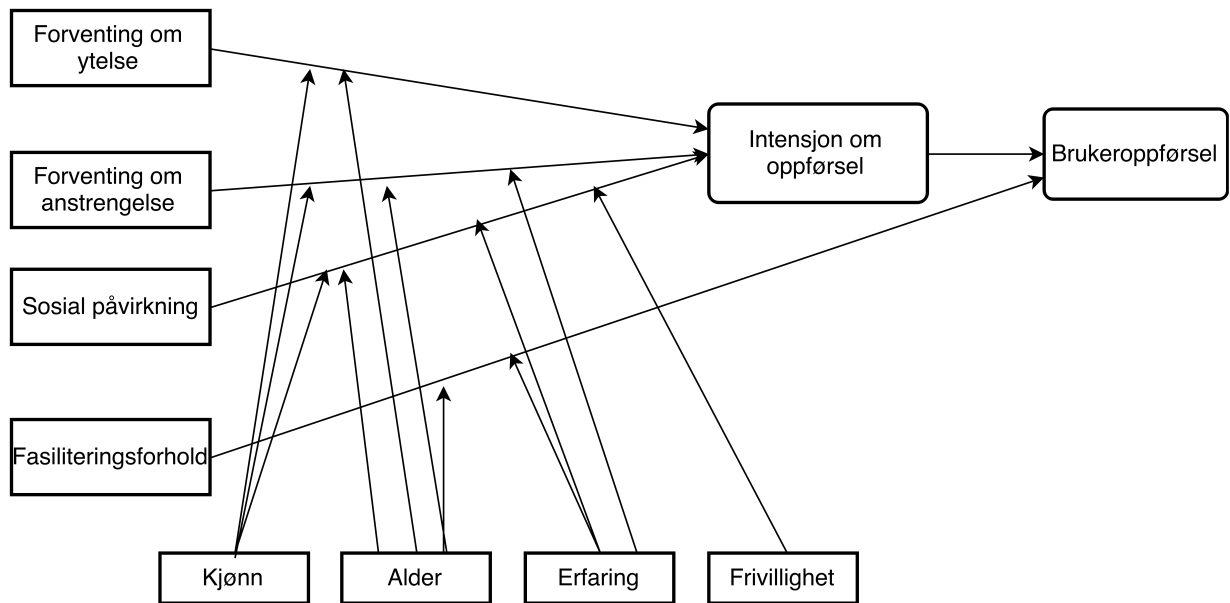 Forventing om
ytelse
Forventing om
anstrengelse
Sosial påvirkning
Fasiliteringsforhold
Intensjon om
oppførsel
Brukeroppførsel
Kjønn
Alder
Erfaring
Frivillighet